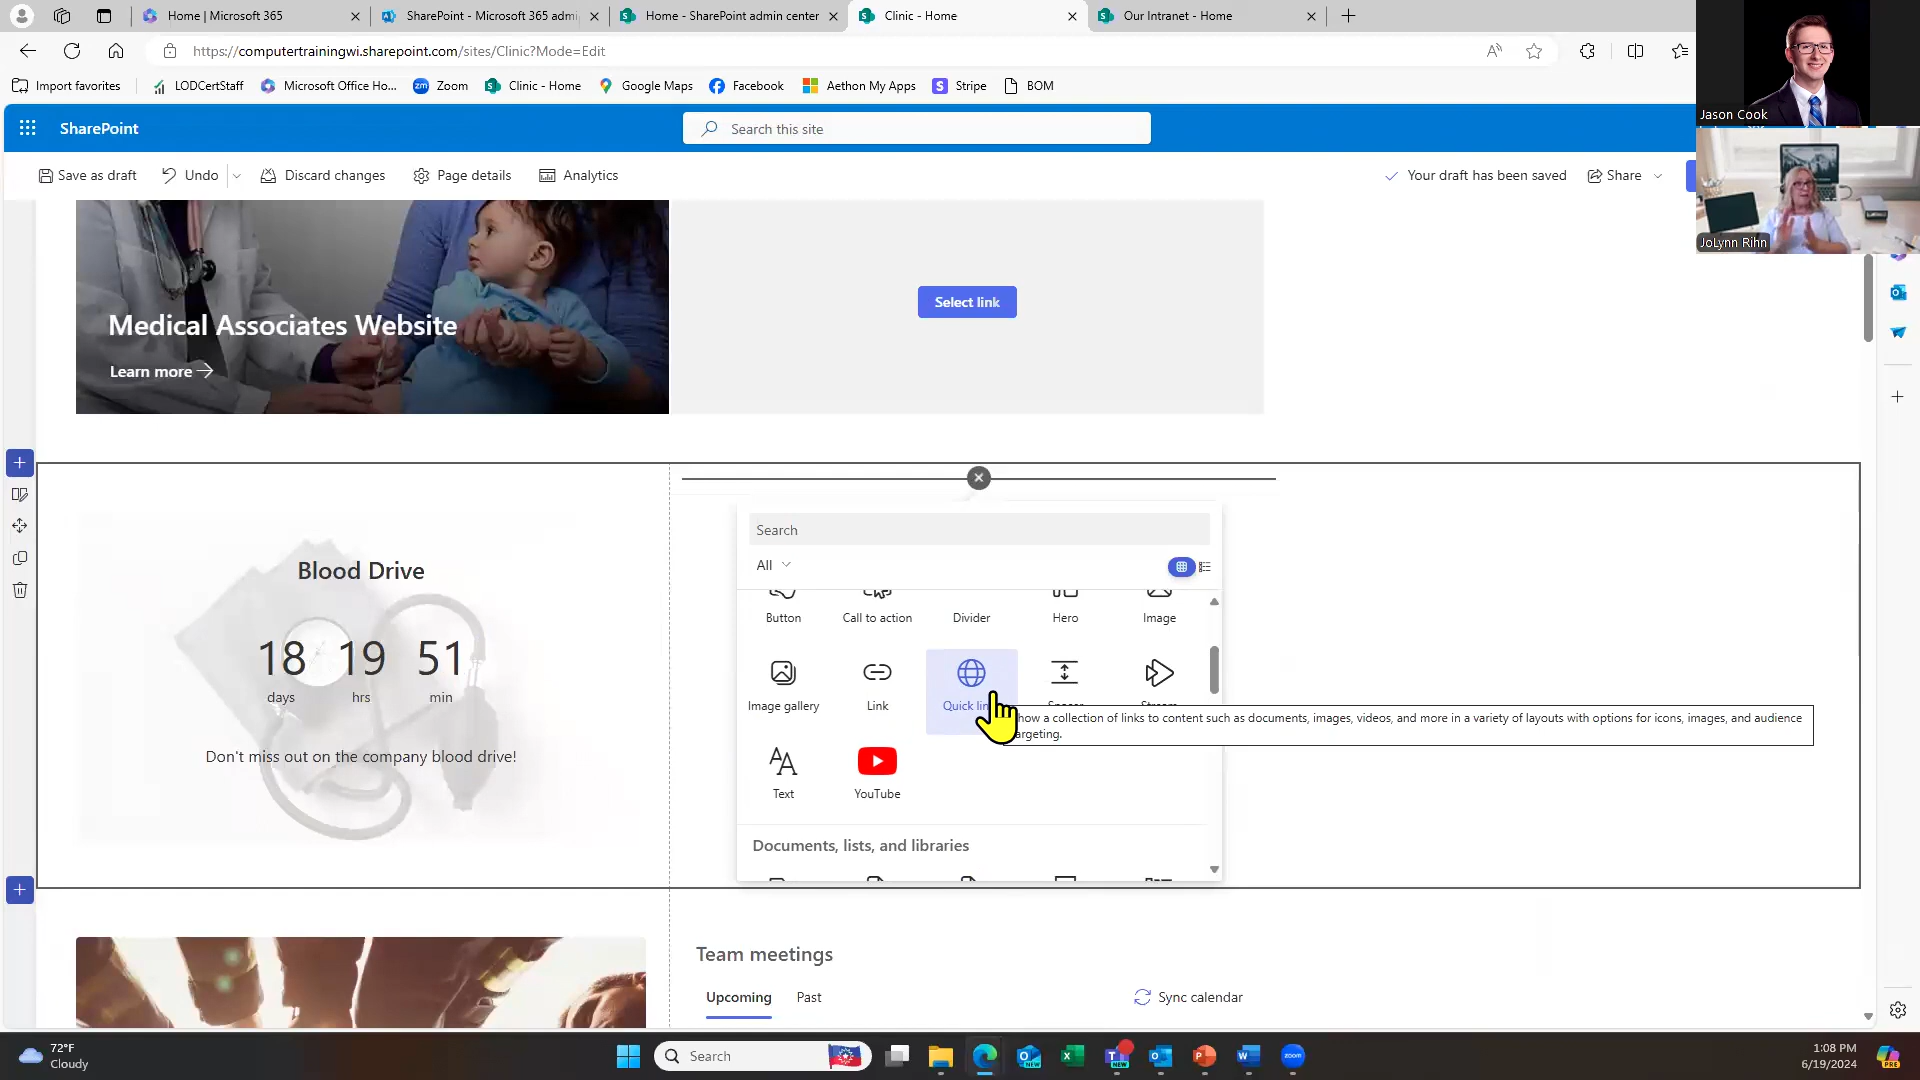 Home | Microsoft 365
SharePoint - Microsoft 365 admi
Home - SharePoint admin center
Clinic - Home
Our Intranet - Home
https://computertrainingwi.sharepoint.com/sites/Clinic?Mode=Edit
Import favorites
LODCertStaff
Microsoft Office Ho...
Zoom
Clinic - Home
Google Maps
Facebook
Aethon My Apps
Stripe
BOM
Jason Cook
SharePoint
Search this site
Save as draft
Undo
Discard changes
Page details
Analytics
Your draft has been saved
Share
JoLynn Rihn
Medical Associates Website
Learn more
Select link
Search
All
Button
Call to action
Divider
Hero
Image
Blood Drive
18 19 51
days hrs min
Don't miss out on the company blood drive!
Image gallery
Link
Quick lin
how a collection of links to content such as documents, images, videos, and more in a variety of layouts with options for icons, images, and audience
argeting.
Text
YouTube
Documents, lists, and libraries
Team meetings
Upcoming
Past
Sync calendar
72°F
Cloudy
Search
1:08 PM
6/19/2024